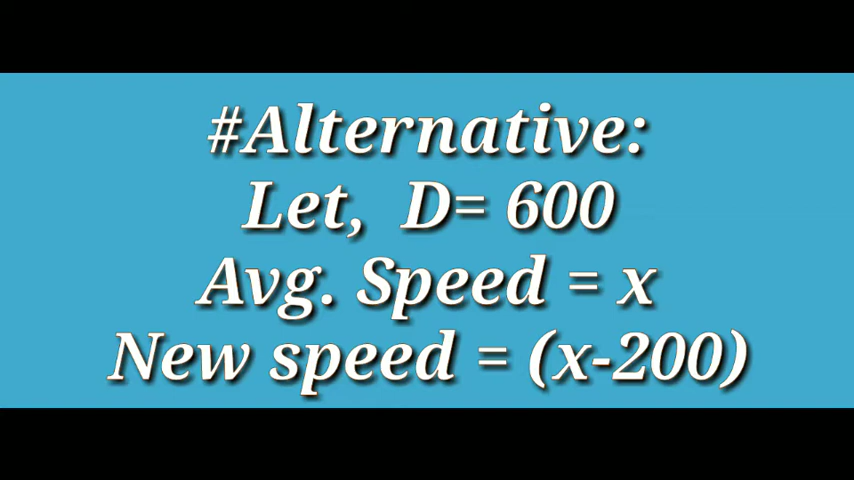 #Alternative:
Let, D= 600
Avg. Speed = x
New speed = (x-200)